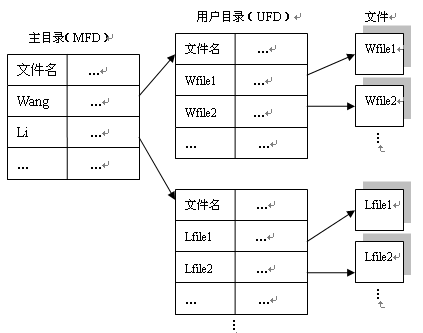 主目录(MFD)
用户目录(UFD)
文件
文件名 …
Wang …
Li …
… …
文件名 …
Wfile1 …
Wfile2 …
… …
Wfile1
Wfile2
…
文件名 …
Lfile1 …
Lfile2 …
… …
…
Lfile1
Lfile2
…